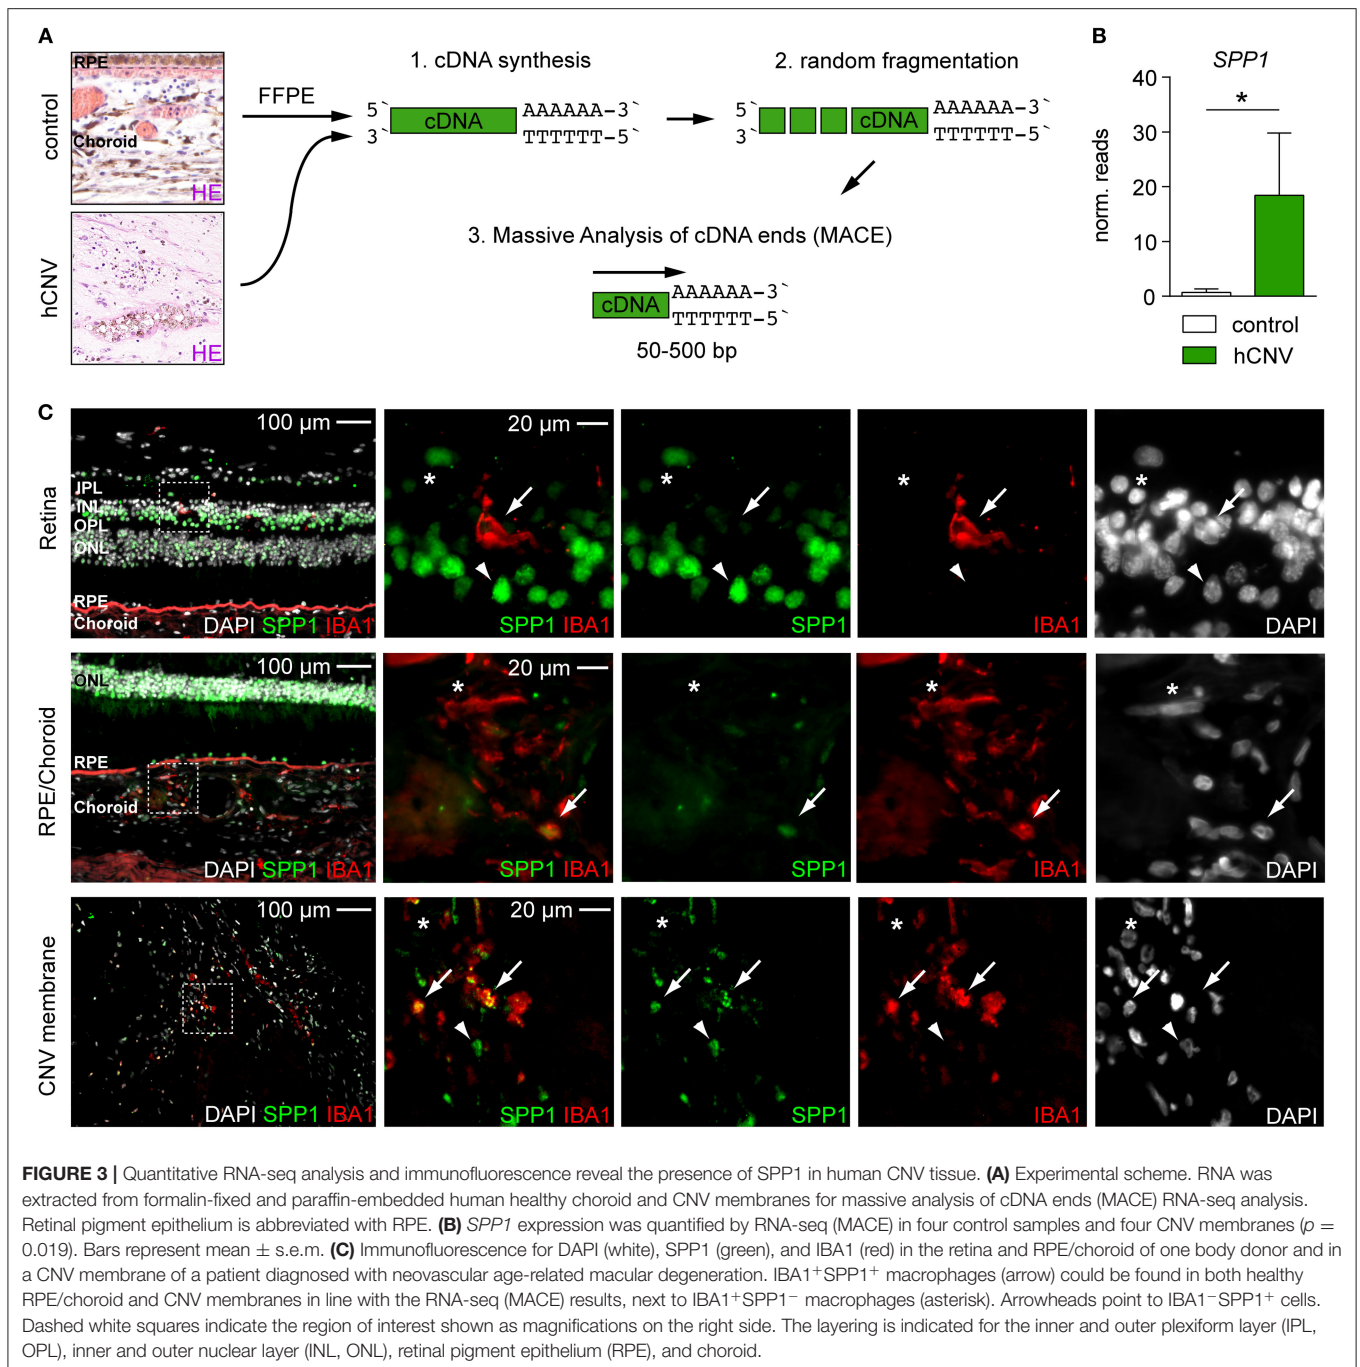 A
RPE
Choroid
HE
control
HE
hCNV
FFPE
1. cDNA synthesis
5`
3`
cDNA
AAAAAA-3`
TTTTTT-5`
2. random fragmentation
5`
3`
cDNA
AAAAAA-3`
TTTTTT-5`
3. Massive Analysis of cDNA ends (MACE)
cDNA
AAAAAA-3`
TTTTTT-5`
50-500 bp
B
SPP1
*
norm. reads
40
30
20
10
0
control
hCNV
C
Retina
100 µm
IPL
INL
OPL
ONL
RPE
Choroid
DAPI SPP1 IBA1
20 µm
*
SPP1 IBA1
*
SPP1
*
IBA1
*
DAPI
RPE/Choroid
100 µm
ONL
RPE
Choroid
DAPI SPP1 IBA1
20 µm
*
SPP1 IBA1
*
SPP1
*
IBA1
*
DAPI
CNV membrane
100 µm
DAPI SPP1 IBA1
20 µm
*
SPP1 IBA1
*
SPP1
*
IBA1
*
DAPI
FIGURE 3 | Quantitative RNA-seq analysis and immunofluorescence reveal the presence of SPP1 in human CNV tissue. (A) Experimental scheme. RNA was
extracted from formalin-fixed and paraffin-embedded human healthy choroid and CNV membranes for massive analysis of cDNA ends (MACE) RNA-seq analysis.
Retinal pigment epithelium is abbreviated with RPE. (B) SPP1 expression was quantified by RNA-seq (MACE) in four control samples and four CNV membranes (p =
0.019). Bars represent mean ± s.e.m. (C) Immunofluorescence for DAPI (white), SPP1 (green), and IBA1 (red) in the retina and RPE/choroid of one body donor and in
a CNV membrane of a patient diagnosed with neovascular age-related macular degeneration. IBA1⁺SPP1⁺ macrophages (arrow) could be found in both healthy
RPE/choroid and CNV membranes in line with the RNA-seq (MACE) results, next to IBA1⁺SPP1⁻ macrophages (asterisk). Arrowheads point to IBA1⁻SPP1⁺ cells.
Dashed white squares indicate the region of interest shown as magnifications on the right side. The layering is indicated for the inner and outer plexiform layer (IPL,
OPL), inner and outer nuclear layer (INL, ONL), retinal pigment epithelium (RPE), and choroid.